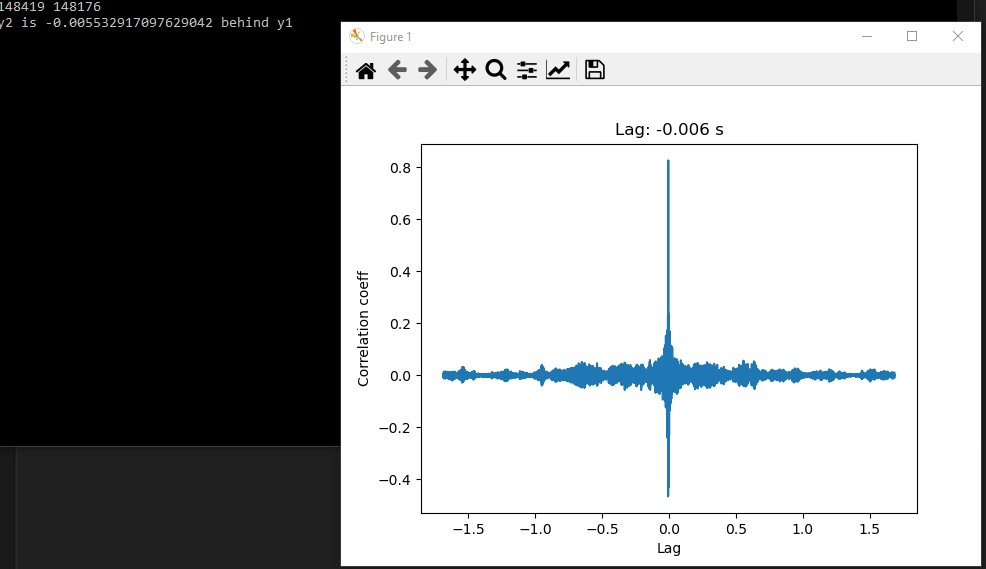 148419 148176
y2 is -0.005532917097629042 behind y1
Figure 1
Lag: -0.006 s
0.8
0.6
0.4
0.2
0.0
−0.2
−0.4
Correlation coeff
−1.5 −1.0 −0.5 0.0 0.5 1.0 1.5
Lag